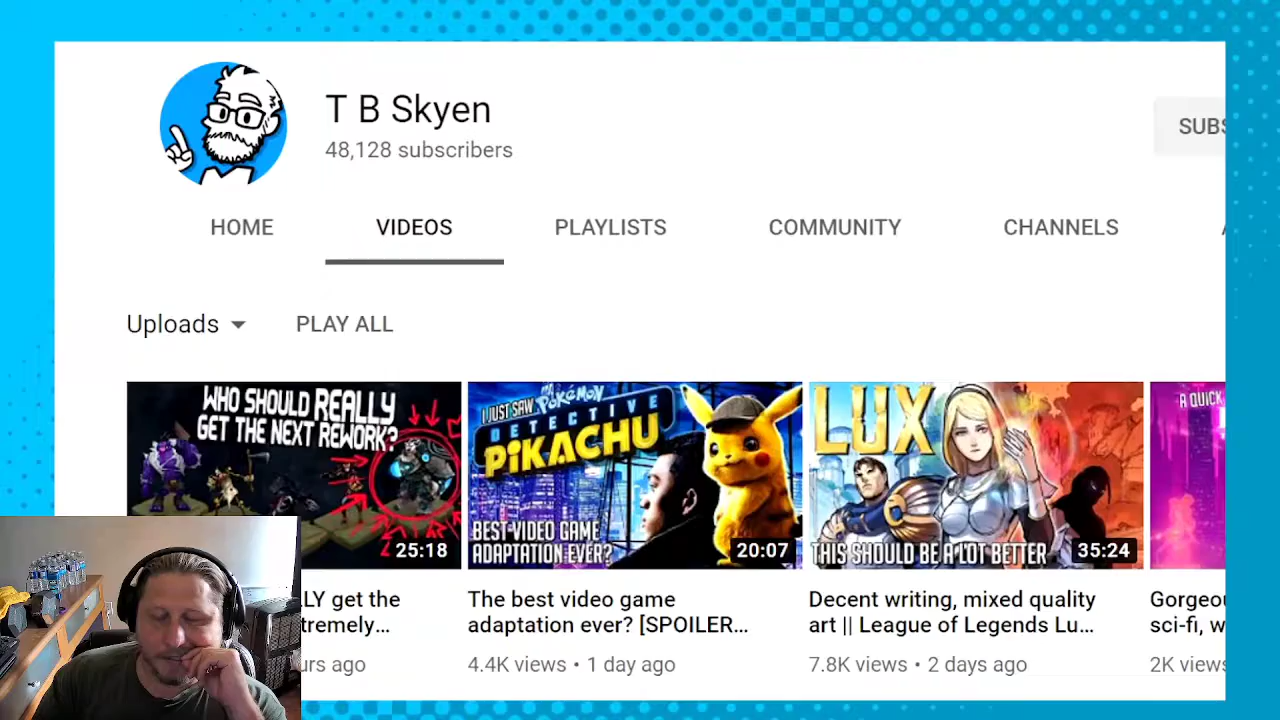 T B Skyen
48,128 subscribers
SUBS
HOME
VIDEOS
PLAYLISTS
COMMUNITY
CHANNELS
Uploads
PLAY ALL
WHO SHOULD REALLY
GET THE NEXT REWORK?
25:18
I JUST SAW POKÉMON
DETECTIVE
PIKACHU
BEST VIDEO GAME
ADAPTATION EVER?
20:07
LUX
THIS SHOULD BE A LOT BETTER
35:24
A QUICK
LLY get the
tremely...
urs ago
The best video game
adaptation ever? [SPOILER...
4.4K views • 1 day ago
Decent writing, mixed quality
art || League of Legends Lu...
7.8K views • 2 days ago
Gorgeou
sci-fi, w
2K views